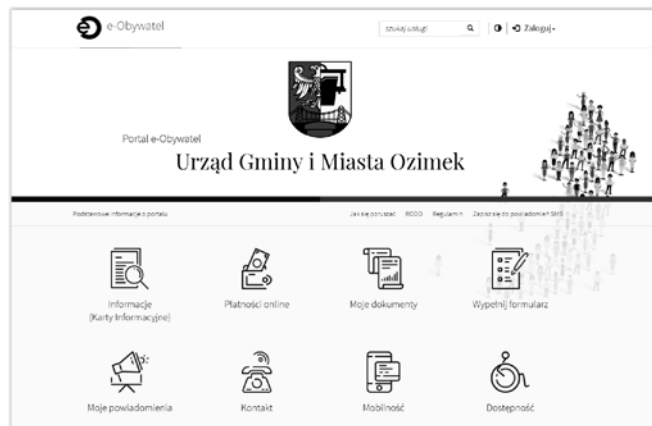 e-Obywatel
szukaj usługi
Zaloguj
Portal e-Obywatel
Urząd Gminy i Miasta Ozimek
Podstawowe informacje o portalu
Jak się poruszać RODO Regulamin Zapisz się do powiadomień SMS
Informacje
(Karty Informacyjne)
Płatności online
Moje dokumenty
Wypełnij formularz
Moje powiadomienia
Kontakt
Mobilność
Dostępność